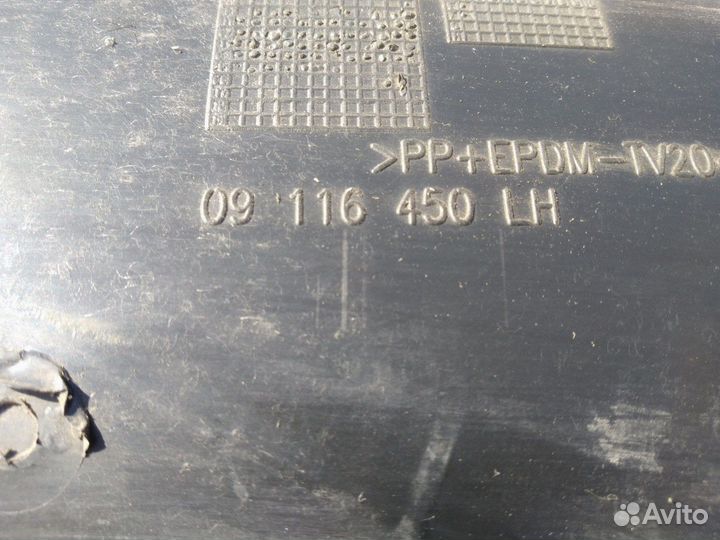 >PP+EPDM-TV20<
09 116 450 LH
Avito